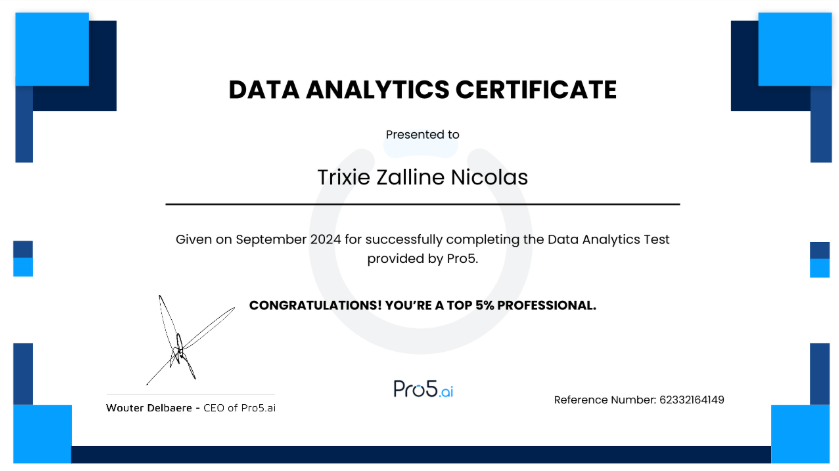 DATA ANALYTICS CERTIFICATE
Presented to
Trixie Zalline Nicolas
Given on September 2024 for successfully completing the Data Analytics Test
provided by Pro5.
CONGRATULATIONS! YOU'RE A TOP 5% PROFESSIONAL.
Pro5.ai
Wouter Delbaere - CEO of Pro5.ai
Reference Number: 62332164149